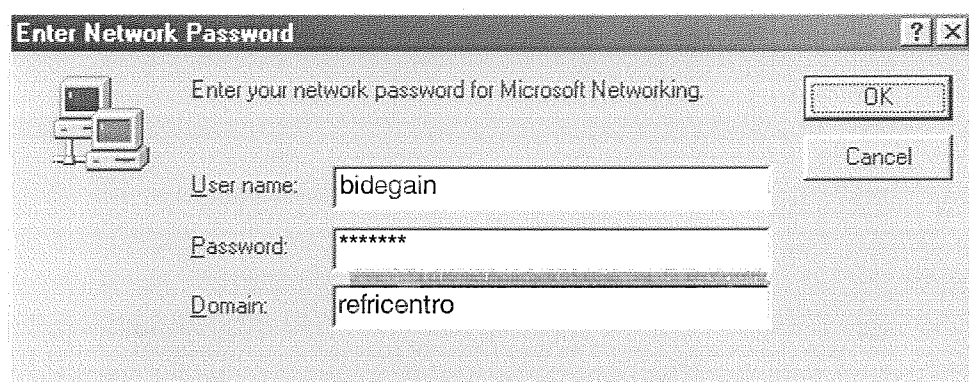 Enter Network Password
Enter your network password for Microsoft Networking.
OK
Cancel
User name: bidegain
Password: *******
Domain: refricentro